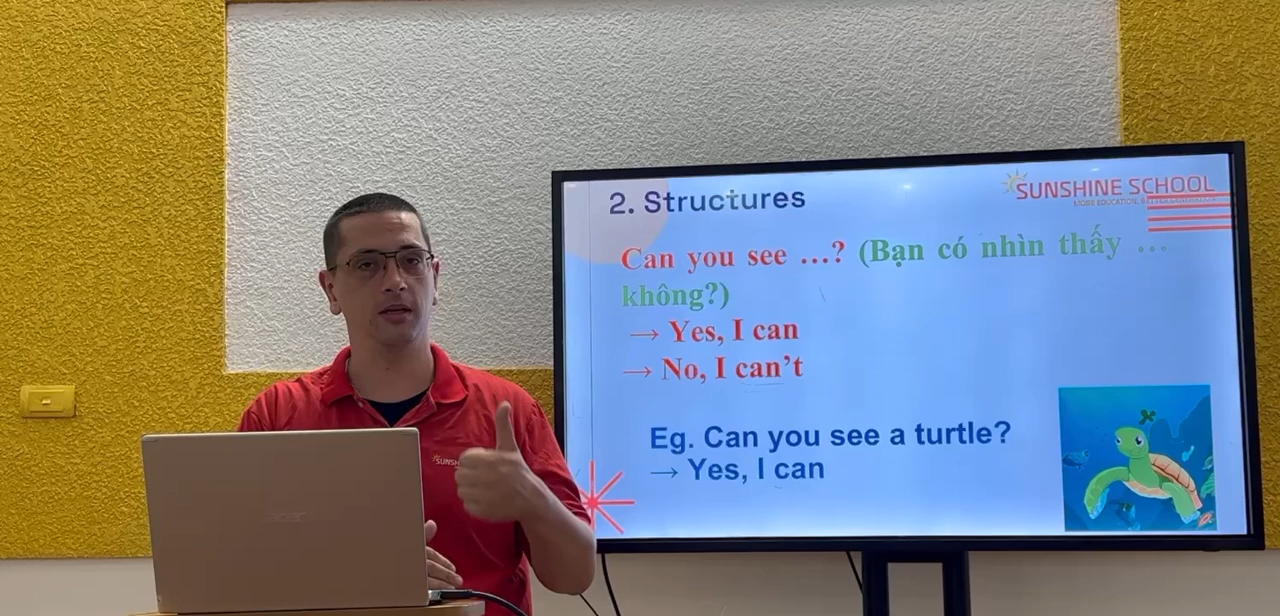 2. Structures
SUNSHINE SCHOOL
Can you see ...? (Bạn có nhìn thấy ...
không?)
→ Yes, I can
→ No, I can't
Eg. Can you see a turtle?
→ Yes, I can
acer